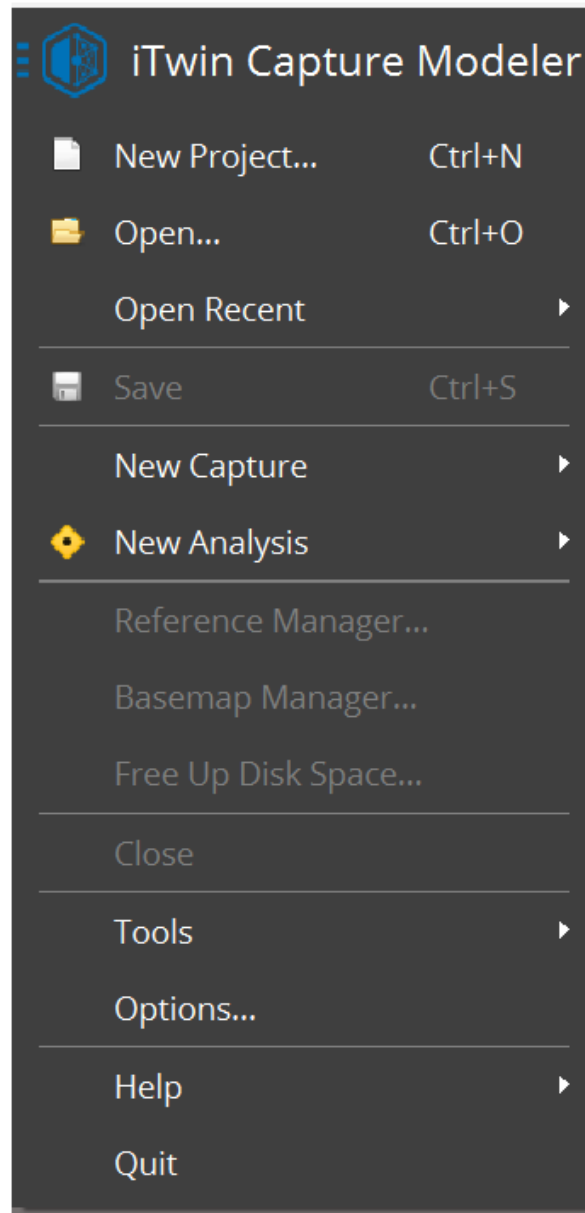 iTwin Capture Modeler
New Project... Ctrl+N
Open... Ctrl+O
Open Recent
Save Ctrl+S
New Capture
New Analysis
Reference Manager...
Basemap Manager...
Free Up Disk Space...
Close
Tools
Options...
Help
Quit